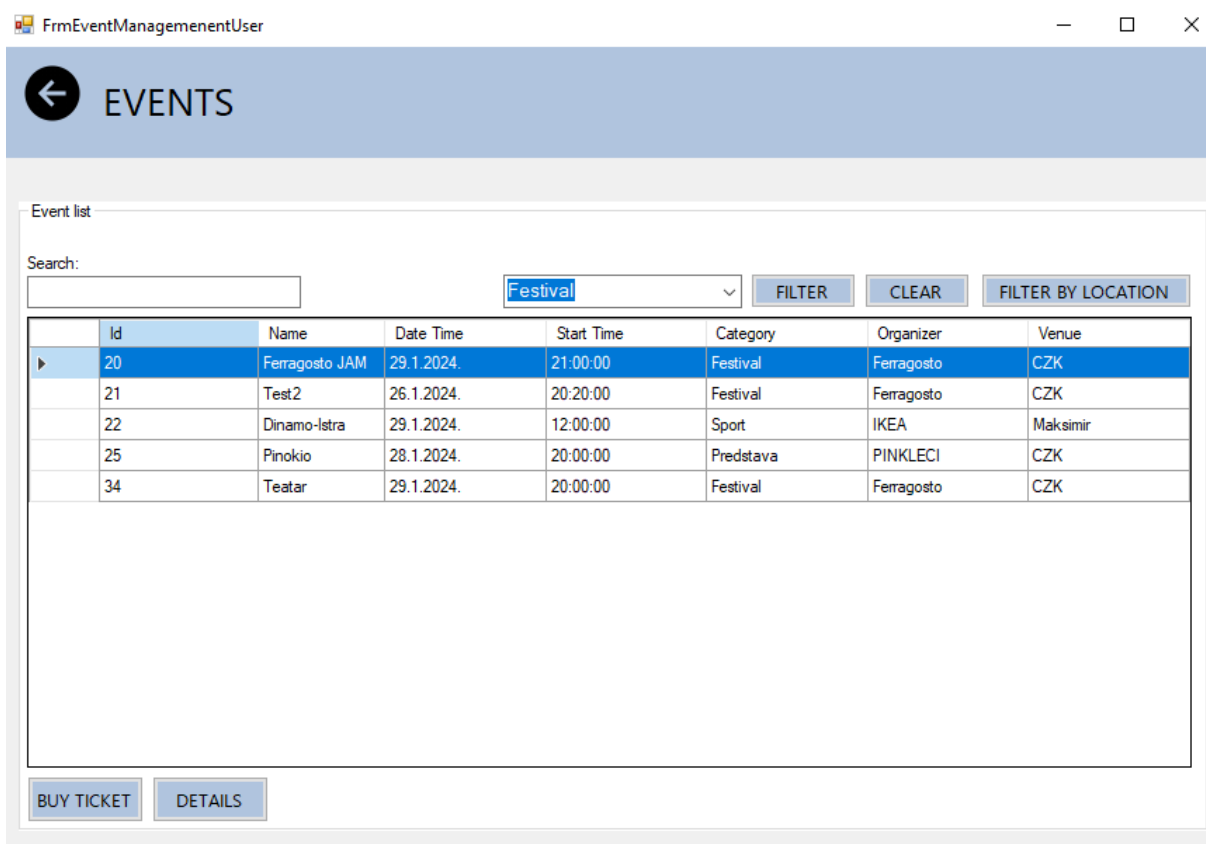 FrmEventManagemenentUser
EVENTS
Event list
Search:
Festival FILTER CLEAR FILTER BY LOCATION
Id Name Date Time Start Time Category Organizer Venue
20 Ferragosto JAM 29.1.2024. 21:00:00 Festival Ferragosto CZK
21 Test2 26.1.2024. 20:20:00 Festival Ferragosto CZK
22 Dinamo-Istra 29.1.2024. 12:00:00 Sport IKEA Maksimir
25 Pinokio 28.1.2024. 20:00:00 Predstava PINKLECI CZK
34 Teatar 29.1.2024. 20:00:00 Festival Ferragosto CZK
BUY TICKET DETAILS